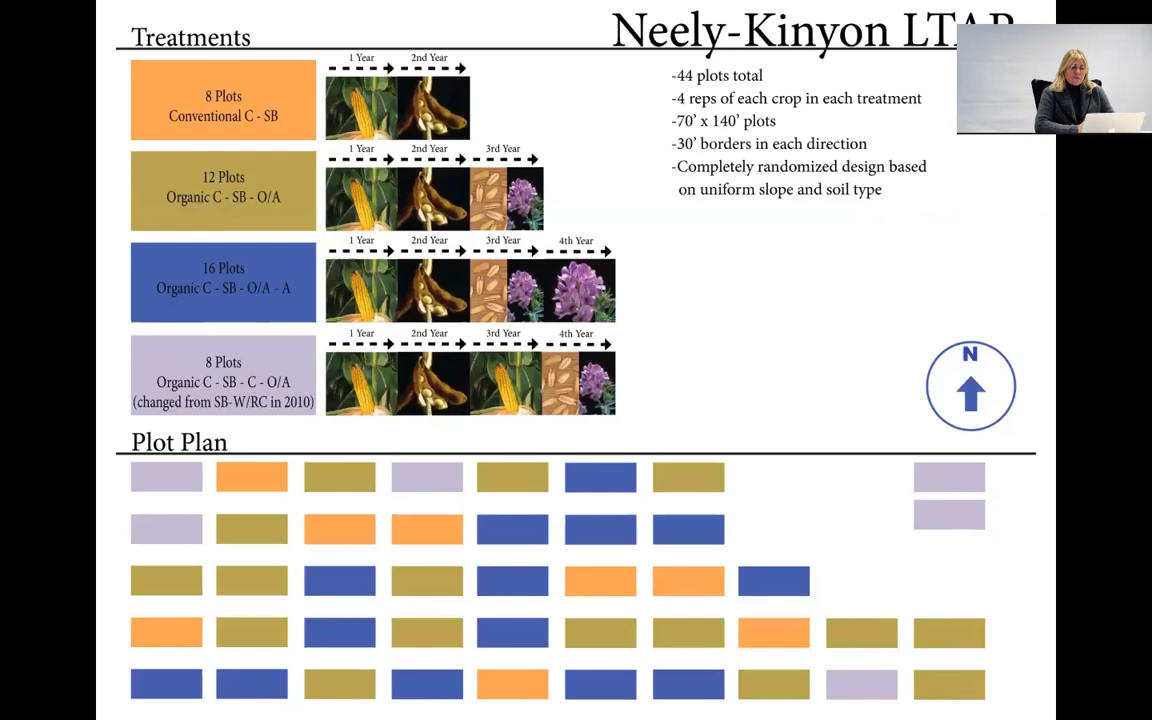 Neely-Kinyon LTAR
Treatments
8 Plots
Conventional C - SB
1 Year
2nd Year
12 Plots
Organic C - SB - O/A
1 Year
2nd Year
3rd Year
16 Plots
Organic C - SB - O/A - A
1 Year
2nd Year
3rd Year
4th Year
8 Plots
Organic C - SB - C - O/A
(changed from SB-W/RC in 2010)
1 Year
2nd Year
3rd Year
4th Year
-44 plots total
-4 reps of each crop in each treatment
-70’ x 140’ plots
-30’ borders in each direction
-Completely randomized design based
on uniform slope and soil type
N
Plot Plan